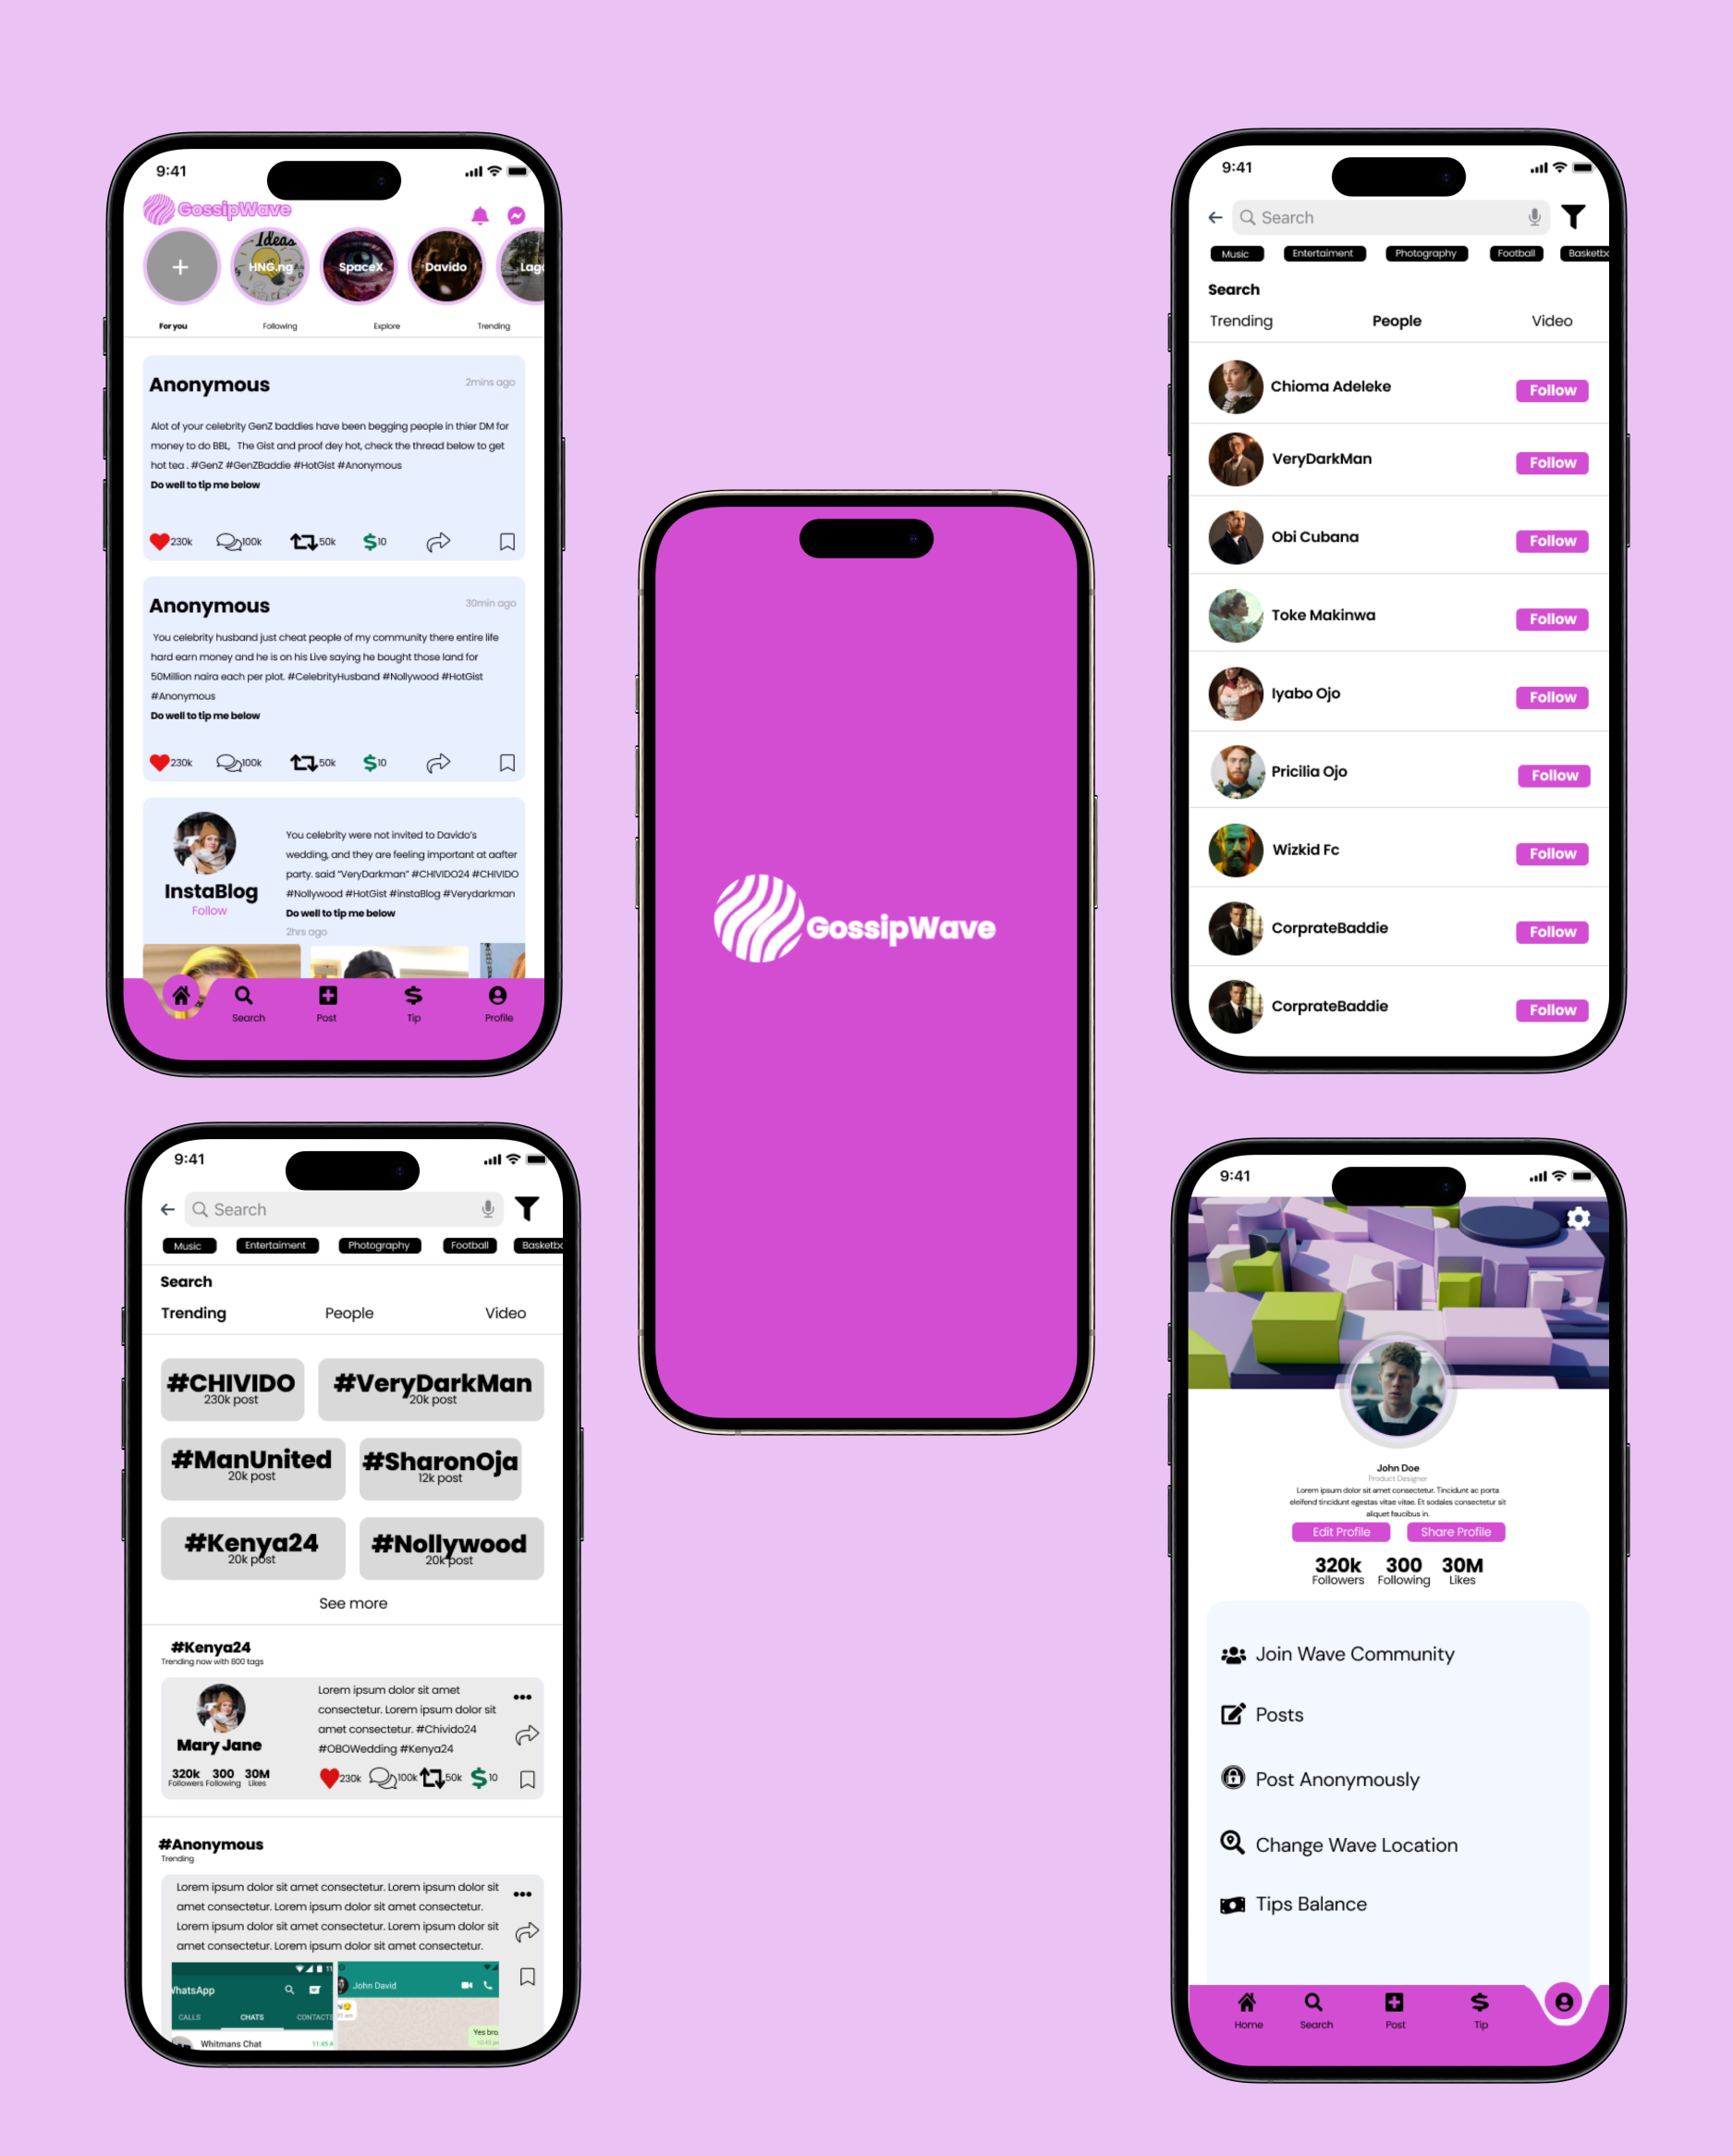 9:41
GossipWave
HNG.ng
SpaceX
Davido
Ideas
For you
Following
Explore
Trending
Anonymous
2mins ago
Alot of your celebrity GenZ baddies have been begging people in thier DM for
money to do BBL, The Gist and proof dey hot, check the thread below to get
hot tea . #GenZ #GenZBaddie #HotGist #Anonymous
Do well to tip me below
230k
100k
50k
$10
Anonymous
30min ago
You celebrity husband just cheat people of my community there entire life
hard earn money and he is on his Live saying he bought those land for
50Million naira each per plot. #CelebrityHusband #Nollywood #HotGist
#Anonymous
Do well to tip me below
230k
100k
50k
$10
InstaBlog
Follow
You celebrity were not invited to Davido's
wedding, and they are feeling important at aafter
party. said "VeryDarkman" #CHIVIDO24 #CHIVIDO
#Nollywood #HotGist #instaBlog #Verydarkman
Do well to tip me below
2hrs ago
Search
Post
Tip
Profile
GossipWave
9:41
Search
Music
Entertaiment
Photography
Football
Basketb
Search
Trending
People
Video
Chioma Adeleke
Follow
VeryDarkMan
Follow
Obi Cubana
Follow
Toke Makinwa
Follow
Iyabo Ojo
Follow
Pricilia Ojo
Follow
Wizkid Fc
Follow
CorprateBaddie
Follow
CorprateBaddie
Follow
9:41
Search
Music
Entertaiment
Photography
Football
Basketb
Search
Trending
People
Video
#CHIVIDO
230k post
#VeryDarkMan
20k post
#ManUnited
20k post
#SharonOja
12k post
#Kenya24
20k post
#Nollywood
20k post
See more
#Kenya24
Trending now with 800 tags
Mary Jane
320k
Followers
300
Following
30M
Likes
Lorem ipsum dolor sit amet
consectetur. Lorem ipsum dolor sit
amet consectetur. #Chivido24
#OBOWedding #Kenya24
230k
100k
50k
$10
#Anonymous
Trending
Lorem ipsum dolor sit amet consectetur. Lorem ipsum dolor sit
amet consectetur. Lorem ipsum dolor sit amet consectetur.
Lorem ipsum dolor sit amet consectetur. Lorem ipsum dolor sit
amet consectetur. Lorem ipsum dolor sit amet consectetur.
WhatsApp
CALLS
CHATS
CONTACTS
Whitmans Chat
11:45 A
John David
Yes bro.
9:41
John Doe
Product Designer
Lorem ipsum dolor sit amet consectetur. Tincidunt ac porta
eleifend tincidunt egestas vitae vitae. Et sodales consectetur sit
aliquet faucibus in.
Edit Profile
Share Profile
320k
Followers
300
Following
30M
Likes
Join Wave Community
Posts
Post Anonymously
Change Wave Location
Tips Balance
Home
Search
Post
Tip